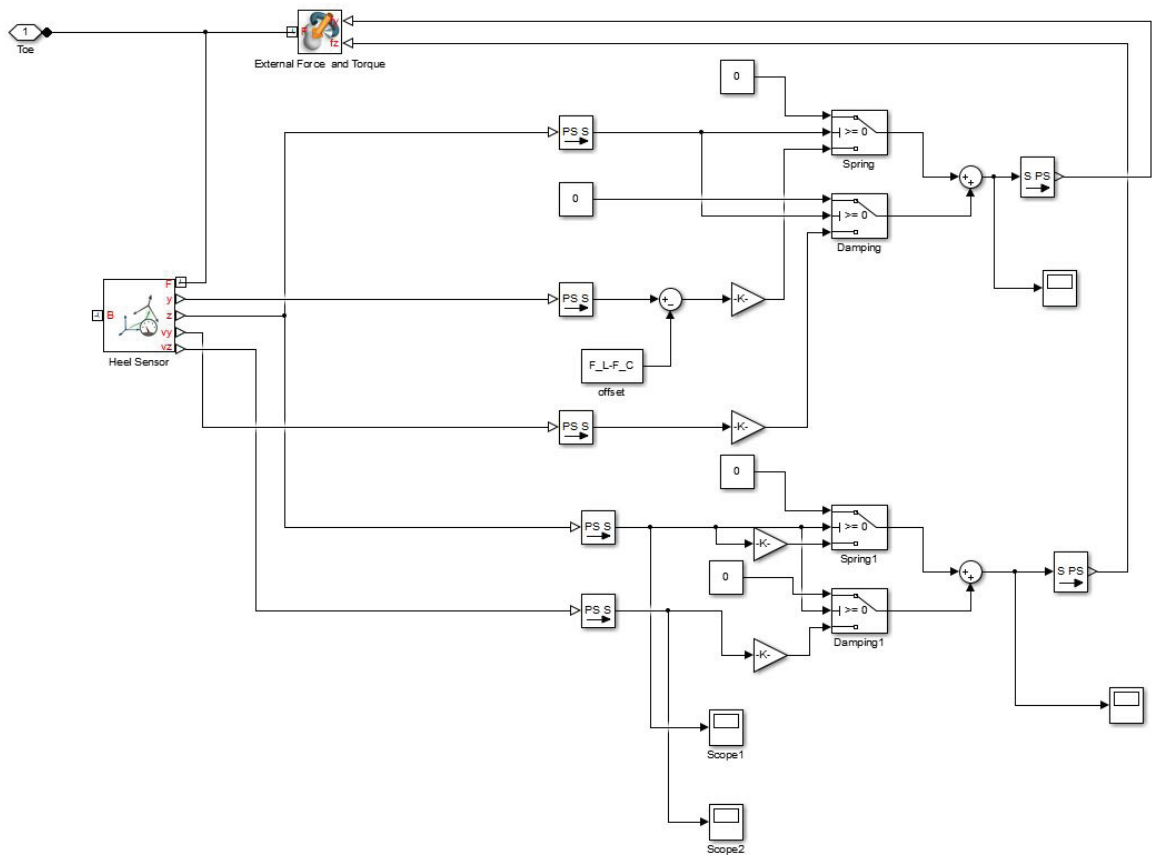 1
Toe
F
fy
fz
External Force and Torque
0
PS S
>= 0
Spring
+
+
S PS
0
>= 0
Damping
F
B
y
z
vy
vz
Heel Sensor
PS S
+
-
-K-
F_L-F_C
offset
PS S
-K-
0
PS S
-K-
>= 0
Spring1
+
+
S PS
0
PS S
>= 0
Damping1
-K-
Scope1
Scope2